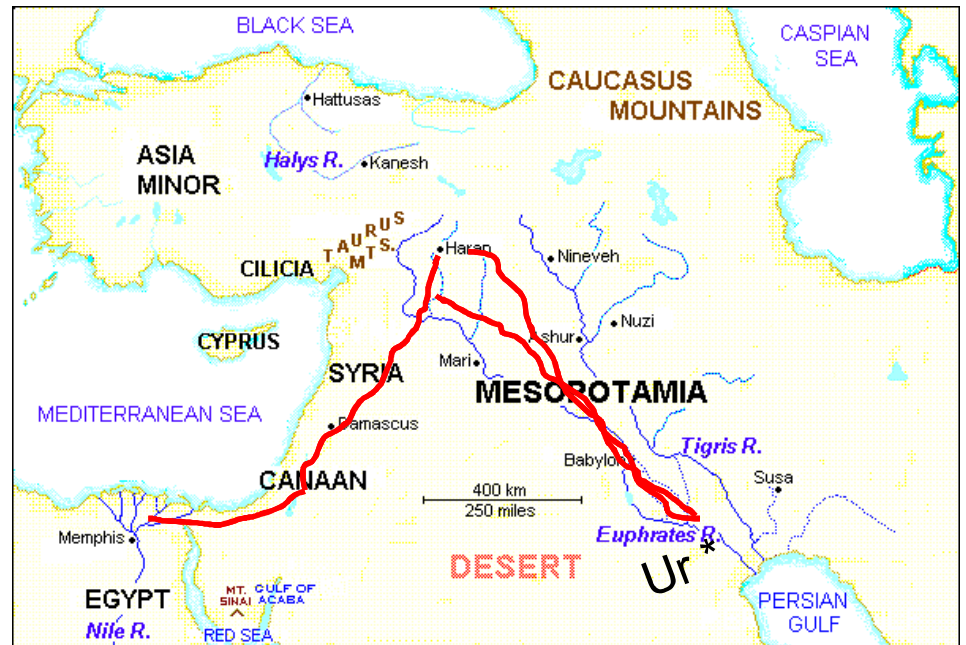 BLACK SEA
CASPIAN
SEA
CAUCASUS
MOUNTAINS
Hattusas
ASIA
MINOR
Halys R.
Kanesh
TAURUS
MTS.
Haran
Nineveh
CILICIA
Nuzi
CYPRUS
Ashur
Mari
SYRIA
MESOPOTAMIA
MEDITERRANEAN SEA
Damascus
Tigris R.
Babylon
CANAAN
Susa
400 km
250 miles
Memphis
Euphrates R.
Ur *
DESERT
EGYPT
MT.
SINAI
GULF OF
ACABA
PERSIAN
GULF
Nile R.
RED SEA